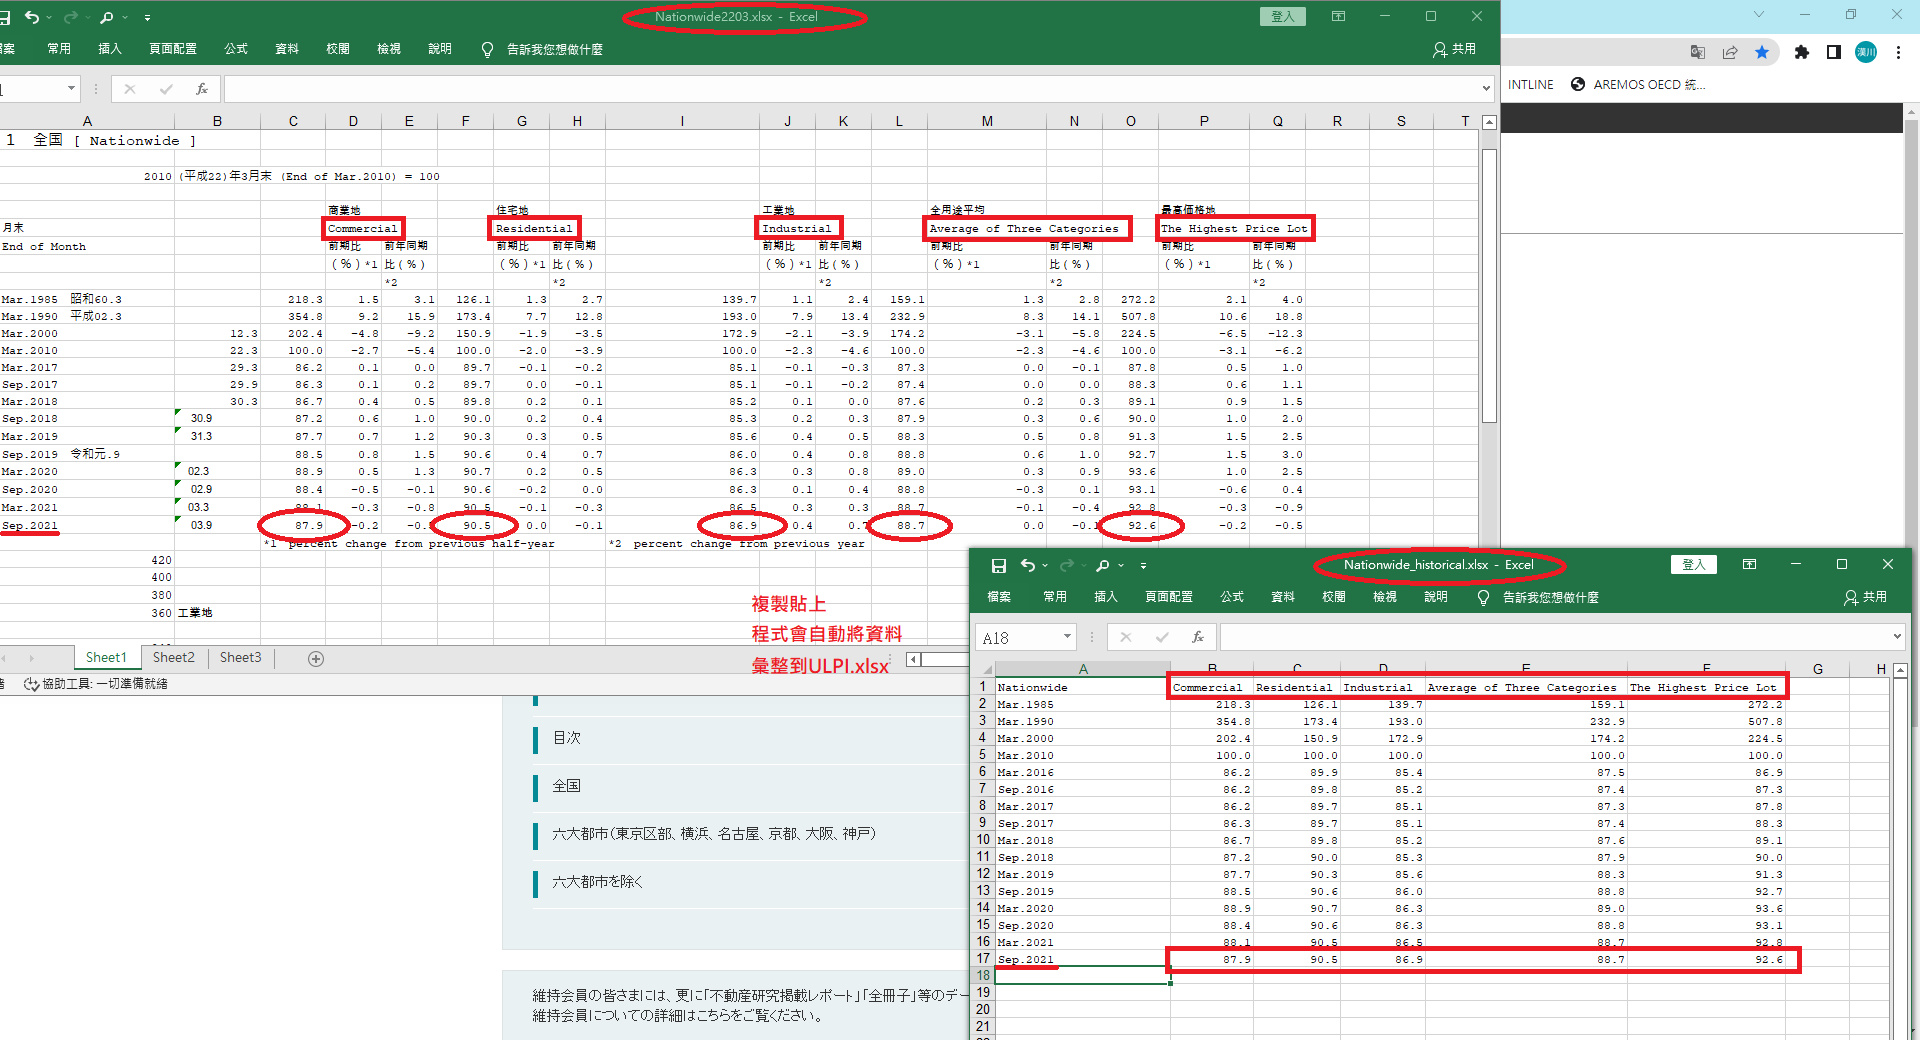 Nationwide2203.xlsx - Excel
登入
常用 插入 頁面配置 公式 資料 校閱 檢視 說明 告訴我您想做什麼 共用
fx
INTLINE AREMOS OECD 統...
漢川
A B C D E F G H I J K L M N O P Q R S T
1 全国 [ Nationwide ]
2010 (平成22)年3月末 (End of Mar.2010) = 100
商業地 住宅地 工業地 全用途平均 最高価格地
月末 Commercial Residential Industrial Average of Three Categories The Highest Price Lot
End of Month 前期比 前年同期 前期比 前年同期 前期比 前年同期 前期比 前年同期 前期比 前年同期
(％)*1 比(％) (％)*1 比(％) (％)*1 比(％) (％)*1 比(％) (％)*1 比(％)
*2 *2 *2 *2 *2
Mar.1985 昭和60.3 218.3 1.5 3.1 126.1 1.3 2.7 139.7 1.1 2.4 159.1 1.3 2.8 272.2 2.1 4.0
Mar.1990 平成02.3 354.8 9.2 15.9 173.4 7.7 12.8 193.0 7.9 13.4 232.9 8.3 14.1 507.8 10.6 18.8
Mar.2000 12.3 202.4 -4.8 -9.2 150.9 -1.9 -3.5 172.9 -2.1 -3.9 174.2 -3.1 -5.8 224.5 -6.5 -12.3
Mar.2010 22.3 100.0 -2.7 -5.4 100.0 -2.0 -3.9 100.0 -2.3 -4.6 100.0 -2.3 -4.6 100.0 -3.1 -6.2
Mar.2017 29.3 86.2 0.1 0.0 89.7 -0.1 -0.2 85.1 -0.1 -0.3 87.3 0.0 -0.1 87.8 0.5 1.0
Sep.2017 29.9 86.3 0.1 0.2 89.7 0.0 -0.1 85.1 -0.1 -0.2 87.4 0.0 0.0 88.3 0.6 1.1
Mar.2018 30.3 86.7 0.4 0.5 89.8 0.2 0.1 85.2 0.1 0.0 87.6 0.2 0.3 89.1 0.9 1.5
Sep.2018 30.9 87.2 0.6 1.0 90.0 0.2 0.4 85.3 0.2 0.3 87.9 0.3 0.6 90.0 1.0 2.0
Mar.2019 31.3 87.7 0.7 1.2 90.3 0.3 0.5 85.6 0.4 0.5 88.3 0.5 0.8 91.3 1.5 2.5
Sep.2019 令和元.9 88.5 0.8 1.5 90.6 0.4 0.7 86.0 0.4 0.8 88.8 0.6 1.0 92.7 1.5 3.0
Mar.2020 02.3 88.9 0.5 1.3 90.7 0.2 0.5 86.3 0.3 0.8 89.0 0.3 0.9 93.6 1.0 2.5
Sep.2020 02.9 88.4 -0.5 -0.1 90.6 -0.2 0.0 86.3 0.1 0.4 88.8 -0.3 0.1 93.1 -0.6 0.4
Mar.2021 03.3 88.1 -0.3 -0.8 90.5 -0.1 -0.3 86.5 0.3 0.3 88.7 -0.1 -0.4 92.8 -0.3 -0.9
Sep.2021 03.9 87.9 -0.2 90.5 0.0 -0.1 86.9 0.4 0.7 88.7 0.0 -0.1 92.6 -0.2 -0.5
*1 percent change from previous half-year *2 percent change from previous year
420
400
380
360 工業地
複製貼上
程式會自動將資料
彙整到ULPI.xlsx
Sheet1 Sheet2 Sheet3
協助工具: 一切準備就緒
目次
全国
六大都市(東京区部、横浜、名古屋、京都、大阪、神戸)
六大都市を除く
維持会員の皆さまには、更に「不動産研究掲載レポート」「全冊子」等のデー
維持会員についての詳細はこちらをご覧ください。
Nationwide_historical.xlsx - Excel
登入
檔案 常用 插入 頁面配置 公式 資料 校閱 檢視 說明 告訴我您想做什麼 共用
A18 fx
A B C D E F G H
1 Nationwide Commercial Residential Industrial Average of Three Categories The Highest Price Lot
2 Mar.1985 218.3 126.1 139.7 159.1 272.2
3 Mar.1990 354.8 173.4 193.0 232.9 507.8
4 Mar.2000 202.4 150.9 172.9 174.2 224.5
5 Mar.2010 100.0 100.0 100.0 100.0 100.0
6 Mar.2016 86.2 89.9 85.4 87.5 86.9
7 Sep.2016 86.2 89.8 85.2 87.4 87.3
8 Mar.2017 86.2 89.7 85.1 87.3 87.8
9 Sep.2017 86.3 89.7 85.1 87.4 88.3
10 Mar.2018 86.7 89.8 85.2 87.6 89.1
11 Sep.2018 87.2 90.0 85.3 87.9 90.0
12 Mar.2019 87.7 90.3 85.6 88.3 91.3
13 Sep.2019 88.5 90.6 86.0 88.8 92.7
14 Mar.2020 88.9 90.7 86.3 89.0 93.6
15 Sep.2020 88.4 90.6 86.3 88.8 93.1
16 Mar.2021 88.1 90.5 86.5 88.7 92.8
17 Sep.2021 87.9 90.5 86.9 88.7 92.6
18
19
20
21